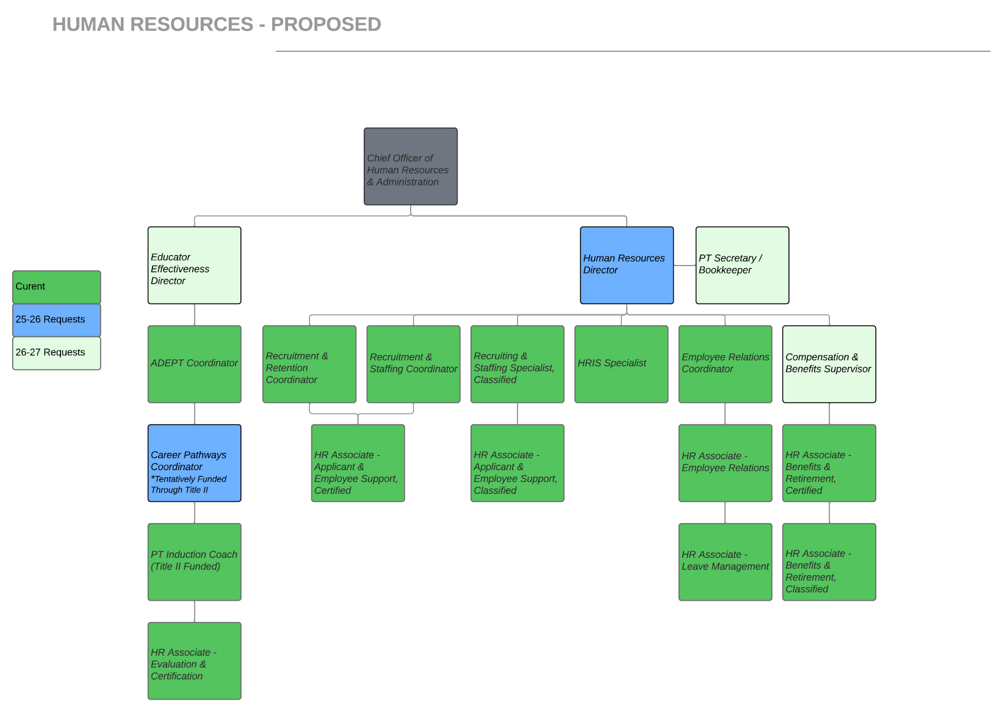 HUMAN RESOURCES - PROPOSED
Chief Officer of
Human Resources
& Administration
Educator
Effectiveness
Director
Human Resources
Director
PT Secretary /
Bookkeeper
Curent
25-26 Requests
26-27 Requests
ADEPT Coordinator
Recruitment &
Retention
Coordinator
Recruitment &
Staffing Coordinator
Recruiting &
Staffing Specialist,
Classified
HRIS Specialist
Employee Relations
Coordinator
Compensation &
Benefits Supervisor
Career Pathways
Coordinator
*Tentatively Funded
Through Title II
HR Associate -
Applicant &
Employee Support,
Certified
HR Associate -
Applicant &
Employee Support,
Classified
HR Associate -
Employee Relations
HR Associate -
Benefits &
Retirement,
Certified
PT Induction Coach
(Title II Funded)
HR Associate -
Leave Management
HR Associate -
Benefits &
Retirement,
Classified
HR Associate -
Evaluation &
Certification